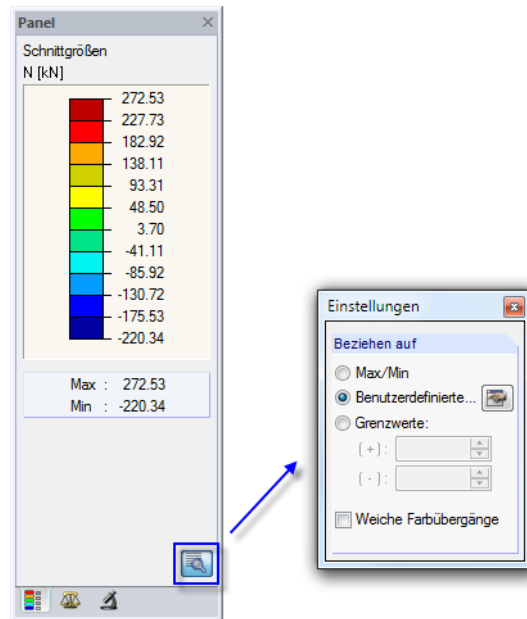 Panel
Schnittgrößen
N [kN]
272.53
227.73
182.92
138.11
93.31
48.50
3.70
-41.11
-85.92
-130.72
-175.53
-220.34
Max : 272.53
Min : -220.34
Einstellungen
Beziehen auf
Max/Min
Benutzerdefinierte...
Grenzwerte:
(+):
(-):
Weiche Farbübergänge